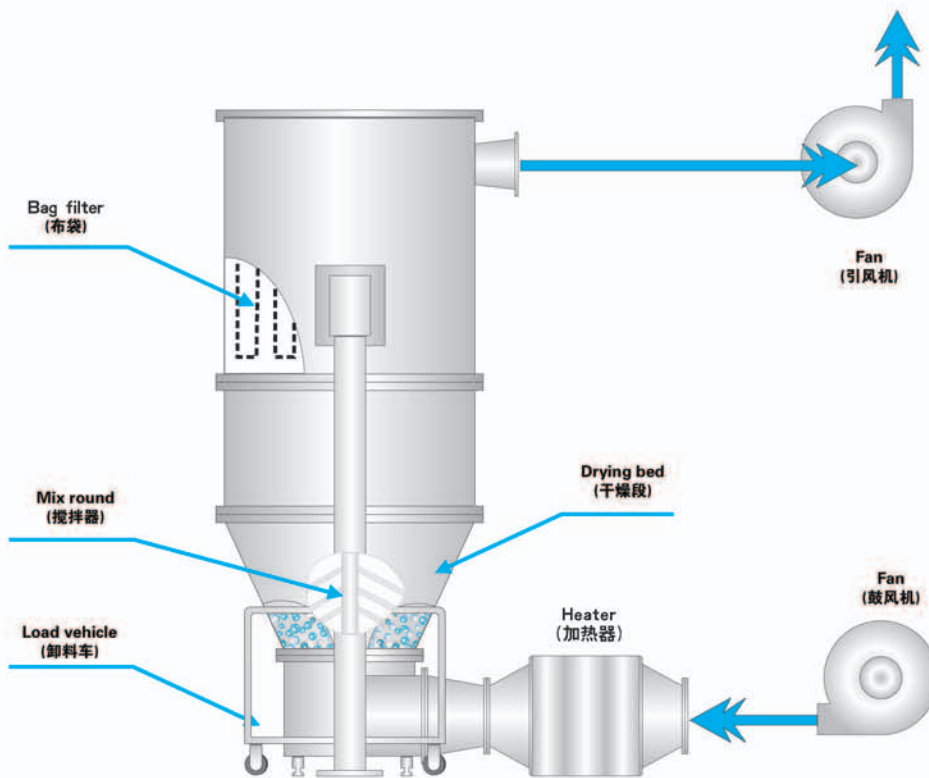 Bag filter
(布袋)
Fan
(引风机)
Drying bed
(干燥段)
Mix round
(搅拌器)
Fan
(鼓风机)
Heater
(加热器)
Load vehicle
(卸料车)